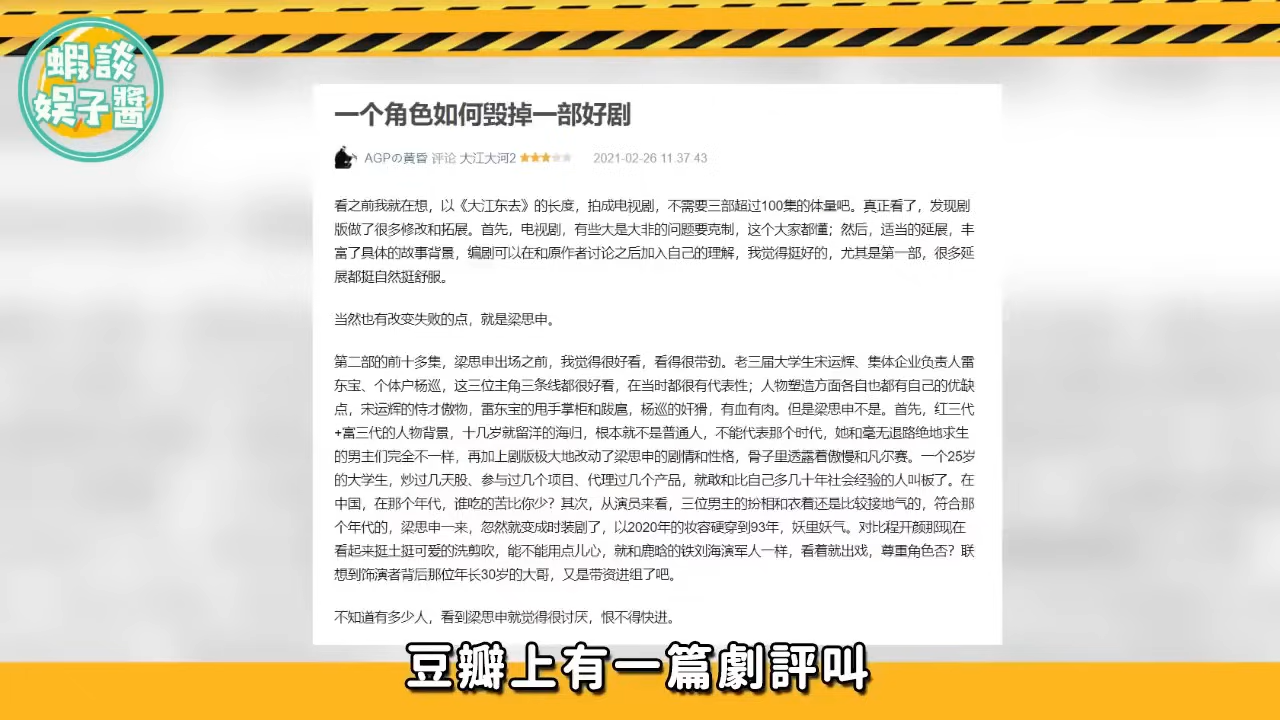 蝦談
娱子醬
一个角色如何毁掉一部好剧
AGPの黄昏 评论 大江大河2 2021-02-26 11:37:43
看之前我就在想，以《大江东去》的长度，拍成电视剧，不需要三部超过100集的体量吧。真正看了，发现剧
版做了很多修改和拓展。首先，电视剧，有些大是大非的问题要克制，这个大家都懂；然后，适当的延展，丰
富了具体的故事背景，编剧可以在和原作者讨论之后加入自己的理解，我觉得挺好的，尤其是第一部，很多延
展都挺自然挺舒服。
当然也有改变失败的点，就是梁思申。
第二部的前十多集，梁思申出场之前，我觉得很好看，看得很带劲。老三届大学生宋运辉、集体企业负责人雷
东宝、个体户杨巡，这三位主角三条线都很好看，在当时都很有代表性；人物塑造方面各自也都有自己的优缺
点，宋运辉的恃才傲物，雷东宝的甩手掌柜和跋扈，杨巡的奸猾，有血有肉。但是梁思申不是。首先，红三代
+富三代的人物背景，十几岁就留洋的海归，根本就不是普通人，不能代表那个时代，她和毫无退路绝地求生
的男主们完全不一样，再加上剧版极大地改动了梁思申的剧情和性格，骨子里透露着傲慢和凡尔赛。一个25岁
的大学生，炒过几天股、参与过几个项目、代理过几个产品，就敢和比自己多几十年社会经验的人叫板了。在
中国，在那个年代，谁吃的苦比你少？其次，从演员来看，三位男主的扮相和衣着还是比较接地气的，符合那
个年代的，梁思申一来，忽然就变成时装剧了，以2020年的妆容硬穿到93年，妖里妖气。对比程开颜那现在
看起来挺土挺可爱的洗剪吹，能不能用点儿心，就和鹿晗的铁刘海演军人一样，看着就出戏，尊重角色否？联
想到饰演者背后那位年长30岁的大哥，又是带资进组了吧。
不知道有多少人，看到梁思申就觉得很讨厌，恨不得快进。
豆瓣上有一篇劇評叫